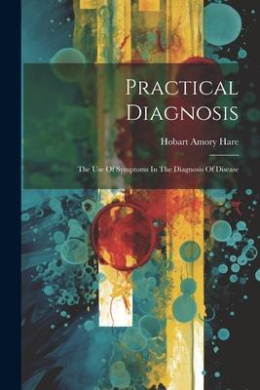 Practical
Diagnosis
Hobart Amory Hare
The Use Of Symptoms In The Diagnosis Of Disease